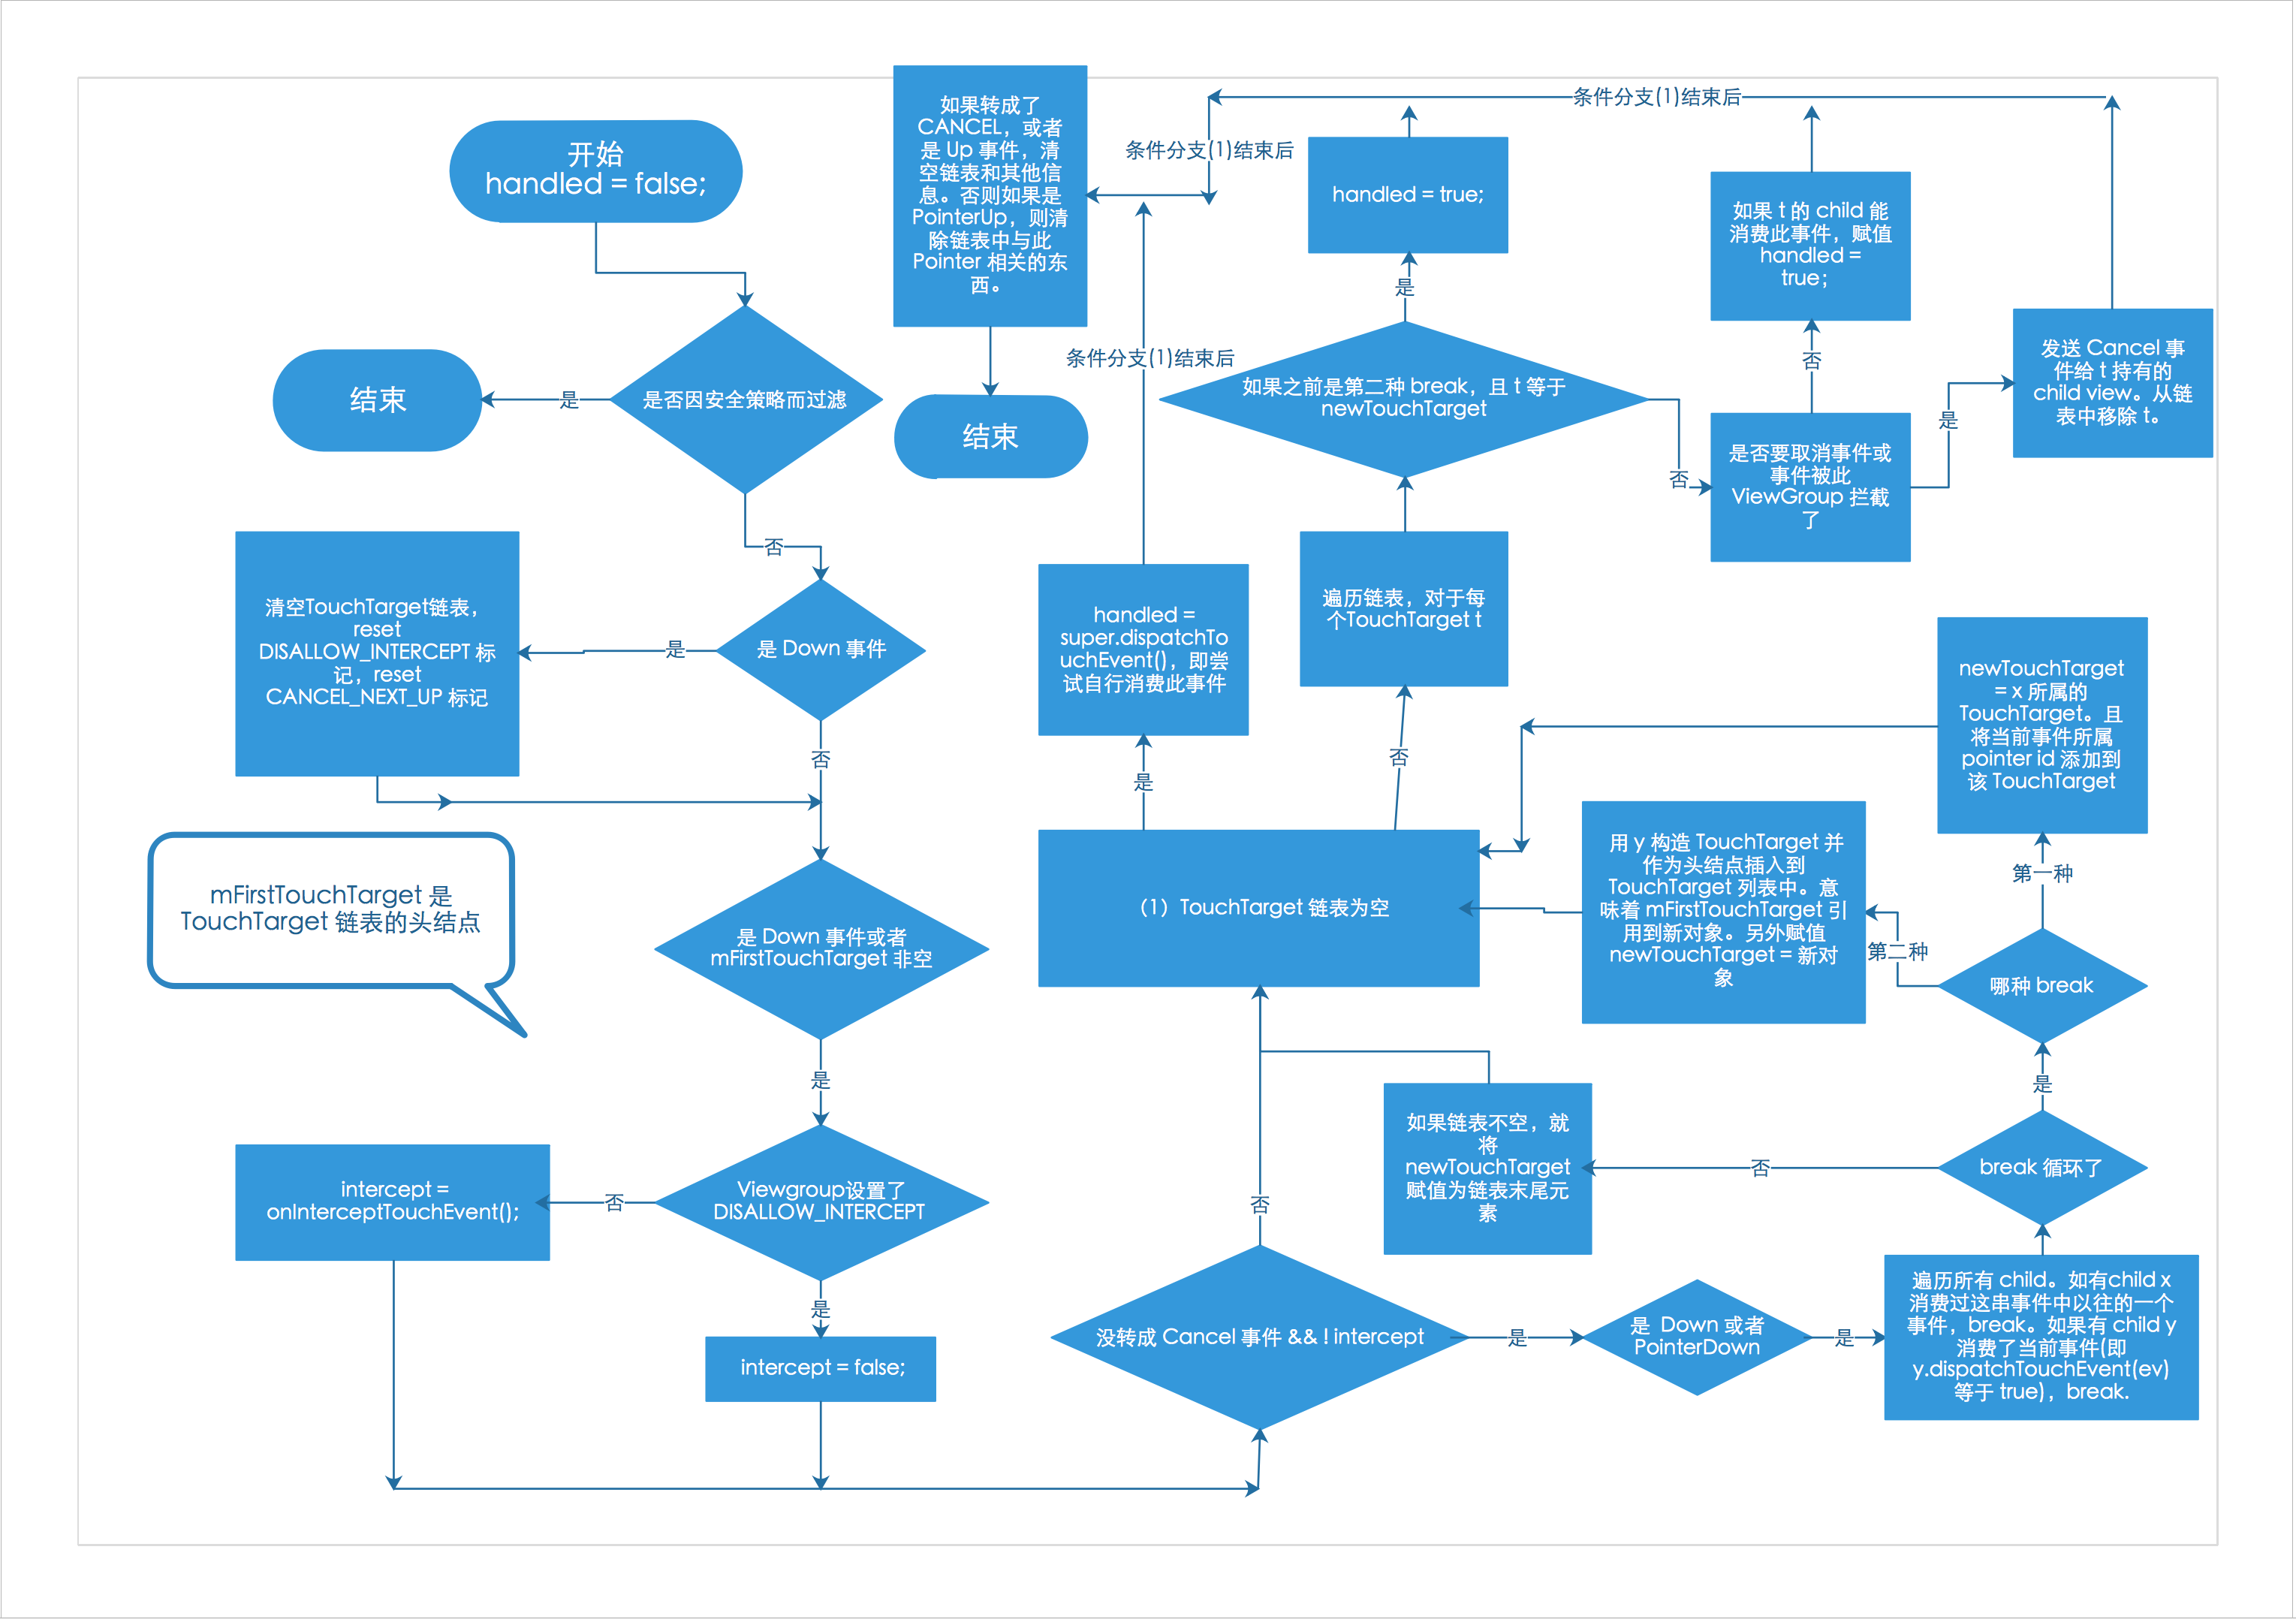 开始
handled = false;
是否因安全策略而过滤
是
结束
否
是 Down 事件
是
清空TouchTarget链表，
reset
DISALLOW_INTERCEPT 标
记，reset
CANCEL_NEXT_UP 标记
否
mFirstTouchTarget 是
TouchTarget 链表的头结点
是 Down 事件或者
mFirstTouchTarget 非空
是
Viewgroup设置了
DISALLOW_INTERCEPT
否
intercept =
onInterceptTouchEvent();
是
intercept = false;
没转成 Cancel 事件 && ! intercept
是
是 Down 或者
PointerDown
是
遍历所有 child。如有child x
消费过这串事件中以往的一个
事件，break。如果有 child y
消费了当前事件(即
y.dispatchTouchEvent(ev)
等于 true)，break.
break 循环了
否
如果链表不空，就
将
newTouchTarget
赋值为链表末尾元
素
是
哪种 break
第一种
newTouchTarget
= x 所属的
TouchTarget。且
将当前事件所属
pointer id 添加到
该 TouchTarget
第二种
用 y 构造 TouchTarget 并
作为头结点插入到
TouchTarget 列表中。意
味着 mFirstTouchTarget 引
用到新对象。另外赋值
newTouchTarget = 新对
象
否
（1）TouchTarget 链表为空
是
handled =
super.dispatchTo
uchEvent()，即尝
试自行消费此事件
条件分支(1)结束后
否
遍历链表，对于每
个TouchTarget t
如果之前是第二种 break，且 t 等于
newTouchTarget
是
handled = true;
否
是否要取消事件或
事件被此
ViewGroup 拦截
了
否
如果 t 的 child 能
消费此事件，赋值
handled =
true;
是
发送 Cancel 事
件给 t 持有的
child view。从链
表中移除 t。
条件分支(1)结束后
条件分支(1)结束后
如果转成了
CANCEL，或者
是 Up 事件，清
空链表和其他信
息。否则如果是
PointerUp，则清
除链表中与此
Pointer 相关的东
西。
结束